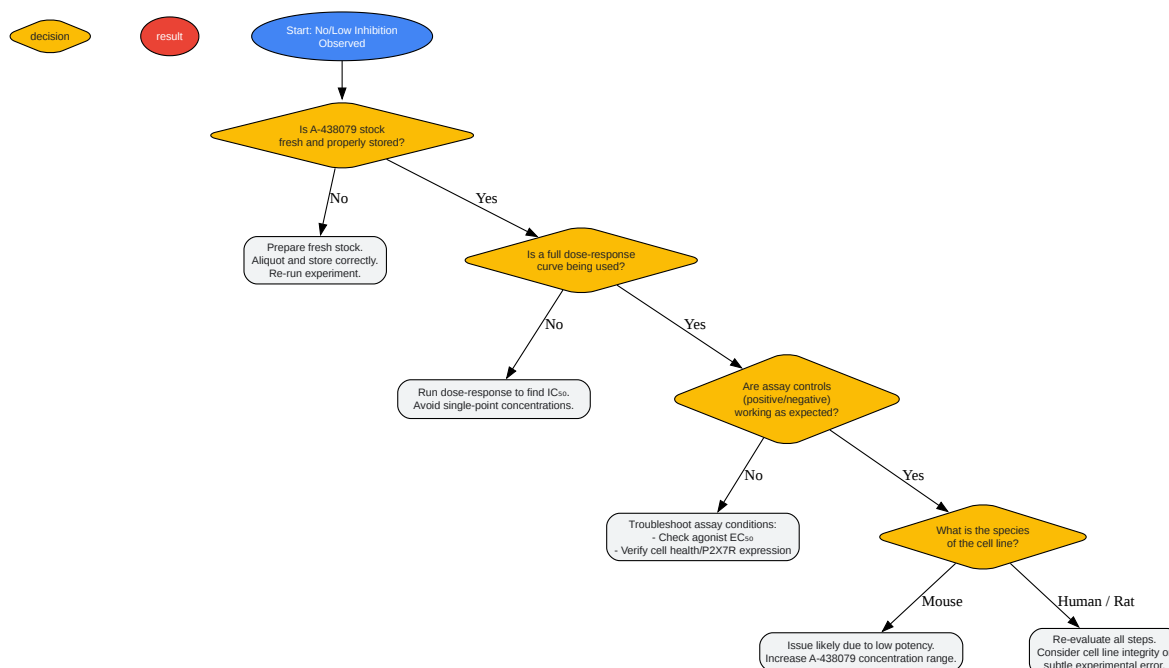 decision
result
Start: No/Low Inhibition
Observed
Is A-438079 stock
fresh and properly stored?
No
Yes
Prepare fresh stock.
Aliquot and store correctly.
Re-run experiment.
Is a full dose-response
curve being used?
No
Yes
Run dose-response to find IC₅₀.
Avoid single-point concentrations.
Are assay controls
(positive/negative)
working as expected?
No
Yes
Troubleshoot assay conditions:
- Check agonist EC₅₀
- Verify cell health/P2X7R expression
What is the species
of the cell line?
Mouse
Human / Rat
Issue likely due to low potency.
Increase A-438079 concentration range.
Re-evaluate all steps.
Consider cell line integrity o
subtle experimental error.